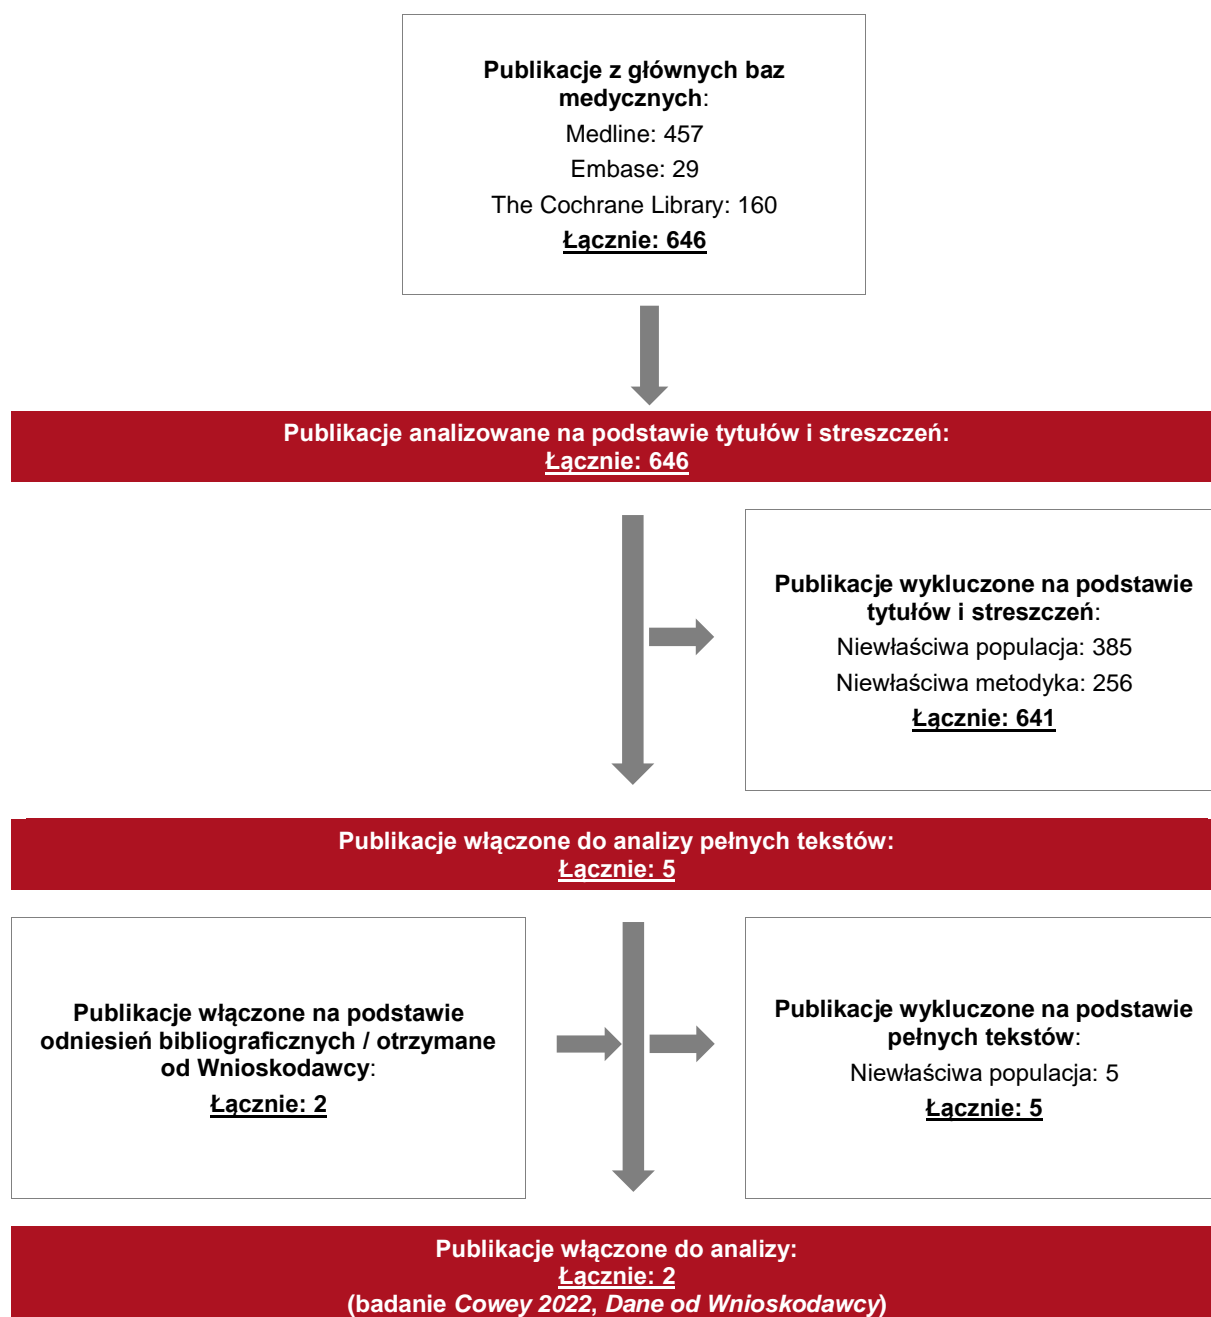 Publikacje z głównych baz
medycznych:
Medline: 457
Embase: 29
The Cochrane Library: 160
Łącznie: 646
Publikacje analizowane na podstawie tytułów i streszczeń:
Łącznie: 646
Publikacje wykluczone na podstawie
tytułów i streszczeń:
Niewłaściwa populacja: 385
Niewłaściwa metodyka: 256
Łącznie: 641
Publikacje włączone do analizy pełnych tekstów:
Łącznie: 5
Publikacje włączone na podstawie
odniesień bibliograficznych / otrzymane
od Wnioskodawcy:
Łącznie: 2
Publikacje wykluczone na podstawie
pełnych tekstów:
Niewłaściwa populacja: 5
Łącznie: 5
Publikacje włączone do analizy:
Łącznie: 2
(badanie Cowey 2022, Dane od Wnioskodawcy)